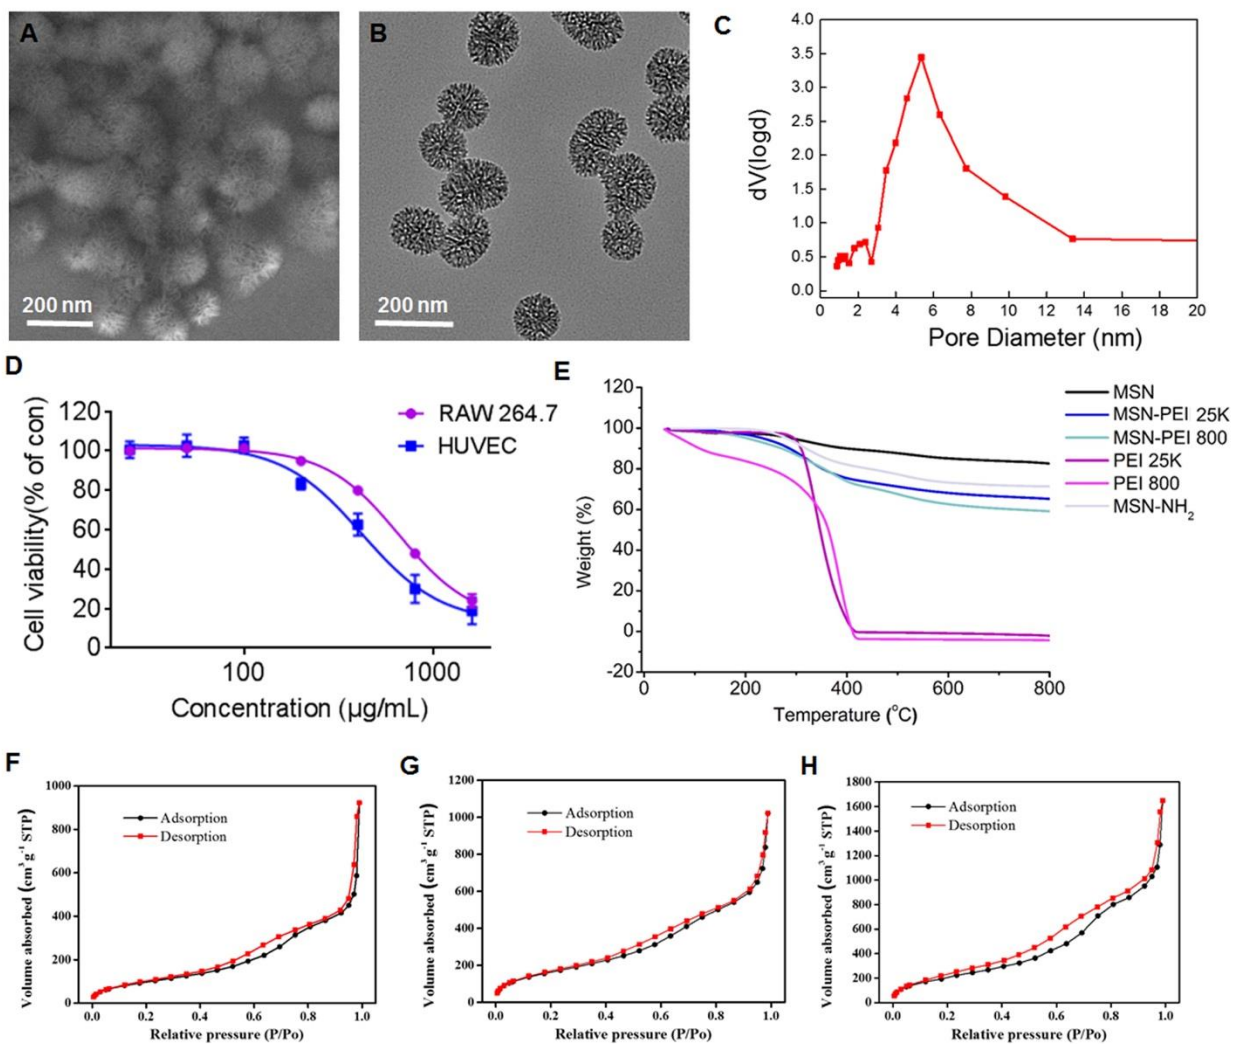 A
200 nm
B
200 nm
C
4.0
3.5
3.0
2.5
2.0
1.5
1.0
0.5
0.0
dV(logd)
0 2 4 6 8 10 12 14 16 18 20
Pore Diameter (nm)
D
120
100
80
60
40
20
0
Cell viability(% of con)
RAW 264.7
HUVEC
100 1000
Concentration (µg/mL)
E
120
100
80
60
40
20
0
-20
Weight (%)
0 200 400 600 800
Temperature (°C)
MSN
MSN-PEI 25K
MSN-PEI 800
PEI 25K
PEI 800
MSN-NH₂
F
1000
800
600
400
200
0
Volume absorbed (cm³ g⁻¹ STP)
Adsorption
Desorption
0.0 0.2 0.4 0.6 0.8 1.0
Relative pressure (P/Po)
G
1200
1000
800
600
400
200
0
Volume absorbed (cm³ g⁻¹ STP)
Adsorption
Desorption
0.0 0.2 0.4 0.6 0.8 1.0
Relative pressure (P/Po)
H
1800
1600
1400
1200
1000
800
600
400
200
0
Volume absorbed (cm³ g⁻¹ STP)
Adsorption
Desorption
0.0 0.2 0.4 0.6 0.8 1.0
Relative pressure (P/Po)